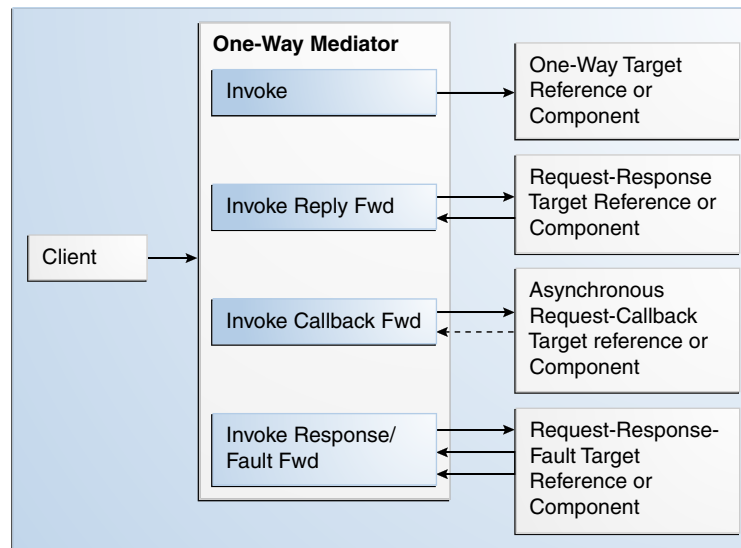 One-Way Mediator
Invoke
One-Way Target
Reference or
Component
Invoke Reply Fwd
Request-Response
Target Reference or
Component
Client
Invoke Callback Fwd
Asynchronous
Request-Callback
Target reference or
Component
Invoke Response/
Fault Fwd
Request-Response-
Fault Target
Reference or
Component